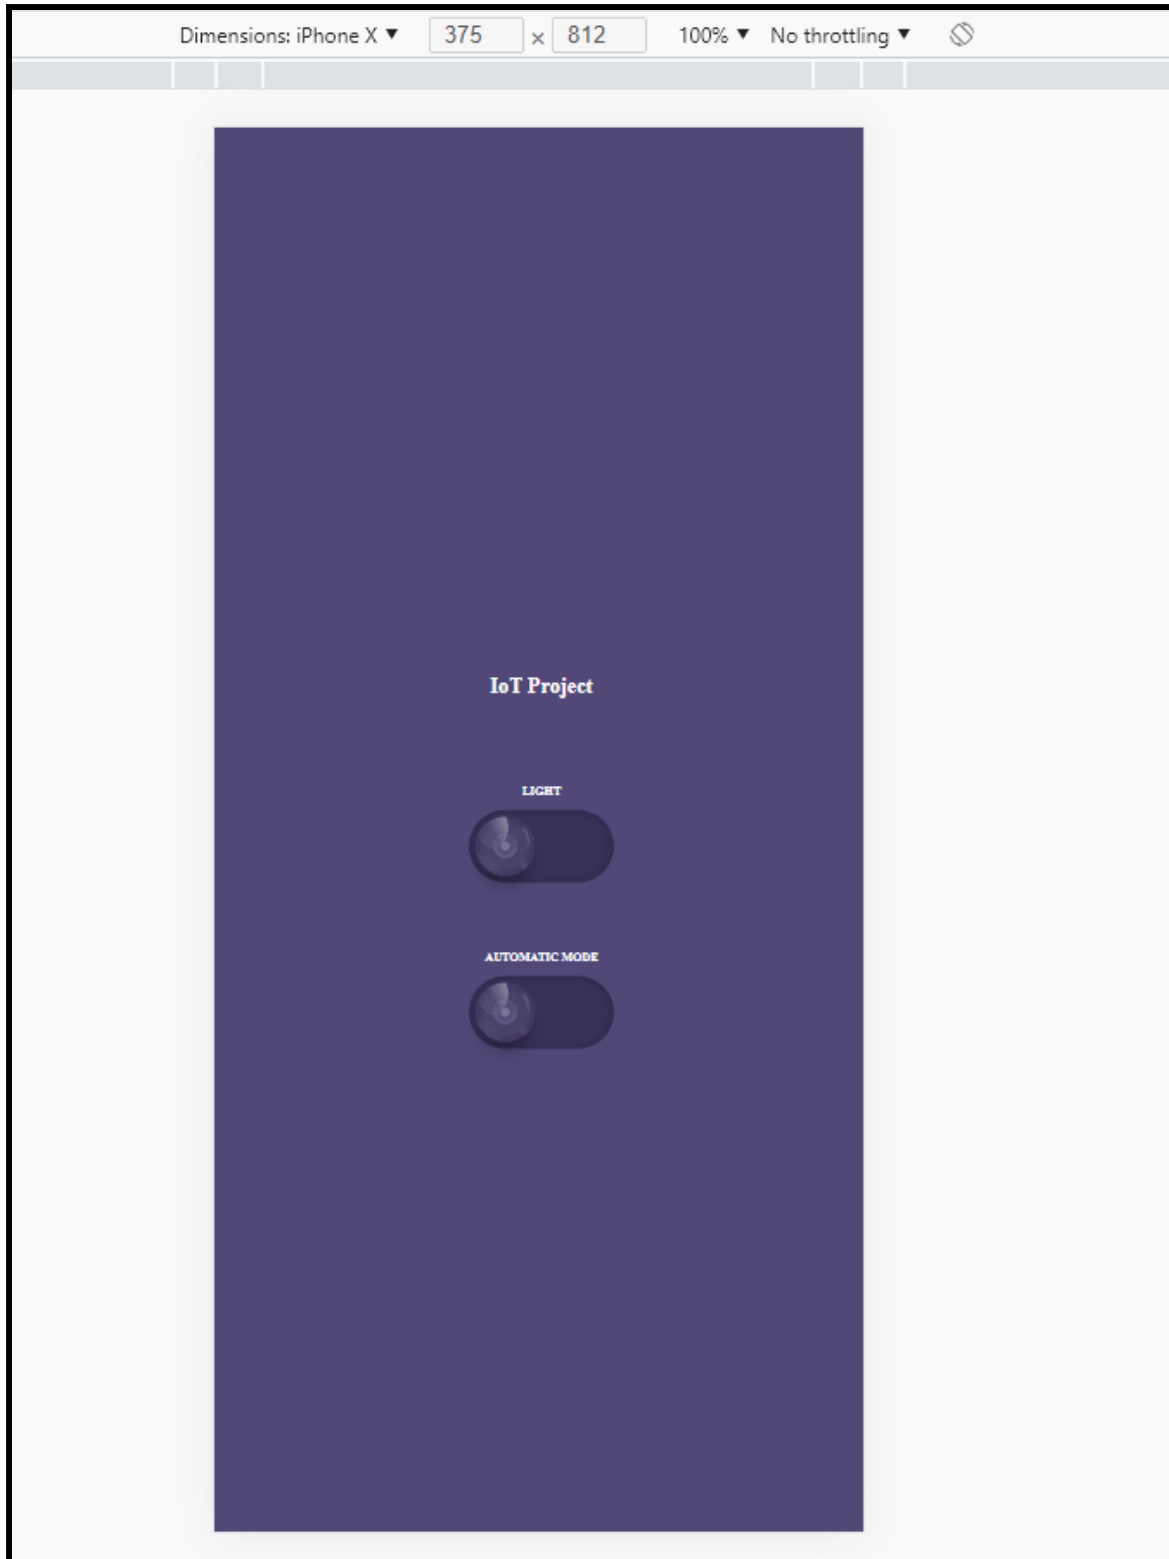 Dimensions: iPhone X ▼ 375 × 812 100% ▼ No throttling ▼
IoT Project
LIGHT
AUTOMATIC MODE